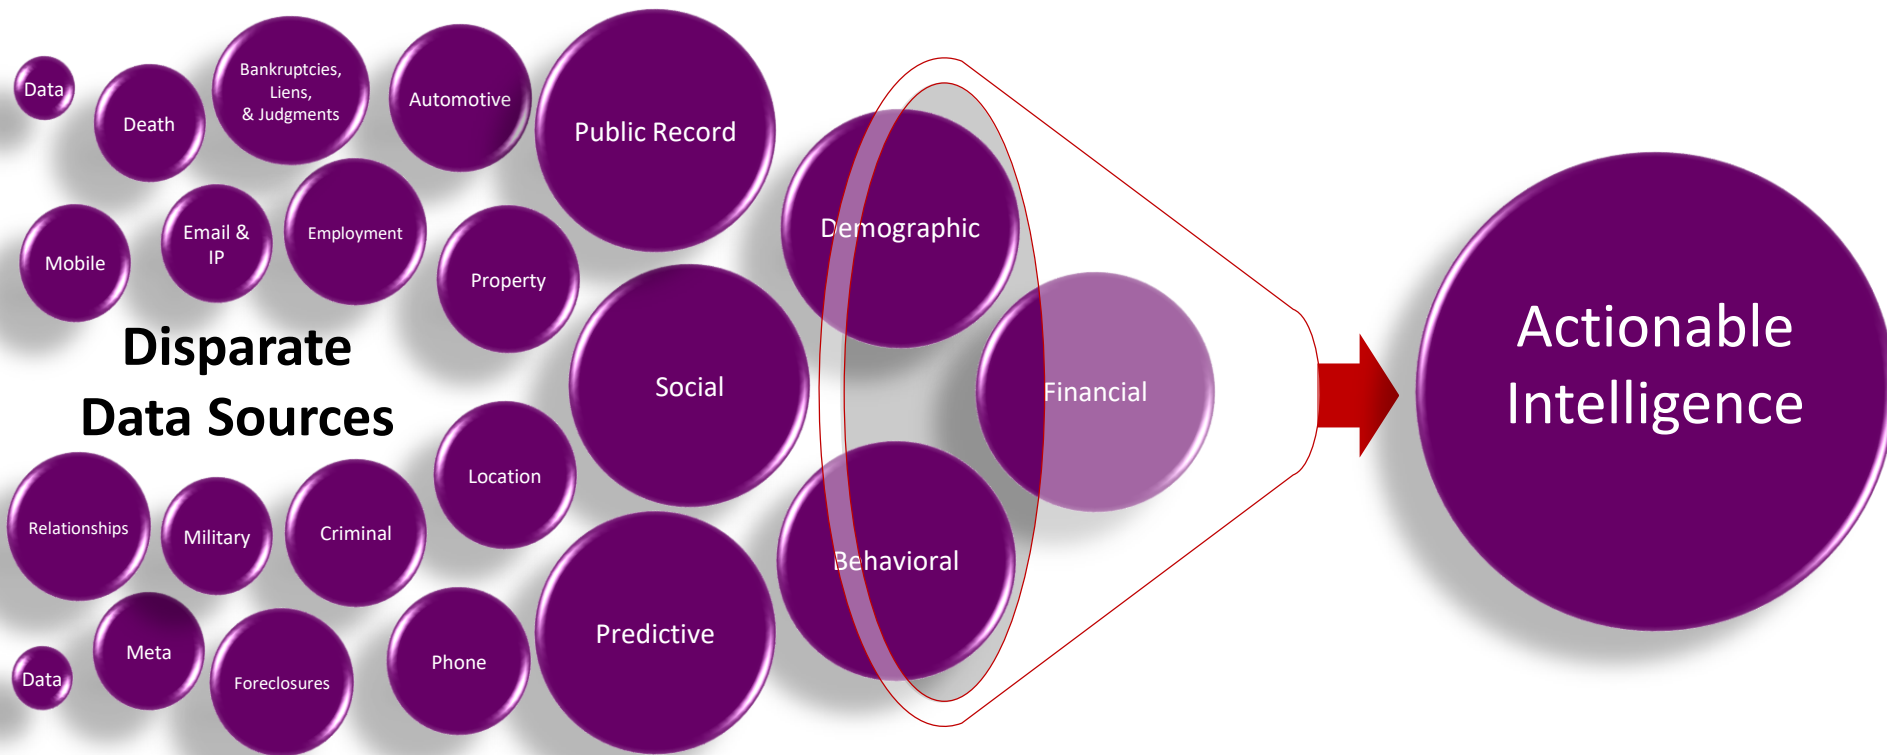 Data
Death
Bankruptcies,
Liens,
& Judgments
Automotive
Public Record
Mobile
Email &
IP
Employment
Property
Demographic
Disparate
Data Sources
Social
Financial
Actionable
Intelligence
Relationships
Military
Criminal
Location
Behavioral
Data
Meta
Foreclosures
Phone
Predictive